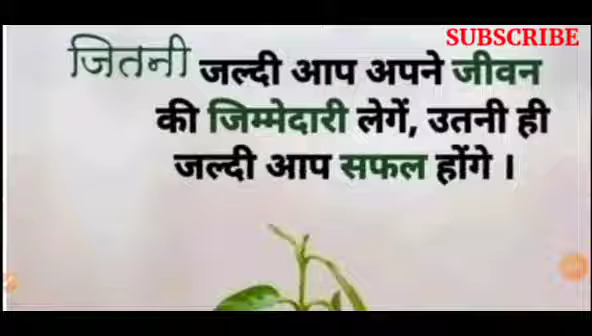 SUBSCRIBE
जितनी जल्दी आप अपने जीवन
की जिम्मेदारी लेगें, उतनी ही
जल्दी आप सफल होंगे ।